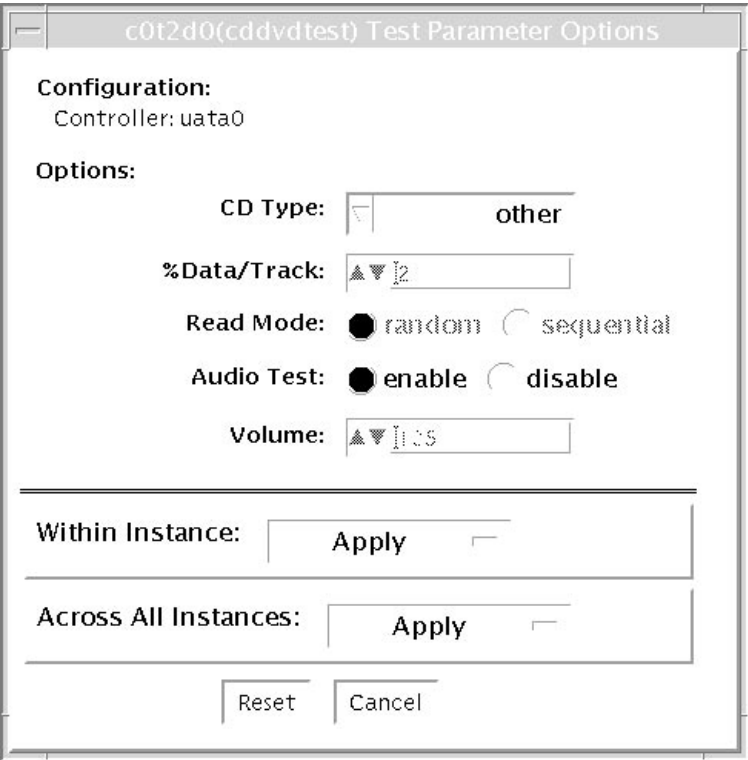 c0t2d0(cddvdtest) Test Parameter Options
Configuration:
Controller: uata0
Options:
CD Type: other
%Data/Track: 2
Read Mode: random sequential
Audio Test: enable disable
Volume:
Within Instance: Apply
Across All Instances: Apply
Reset Cancel